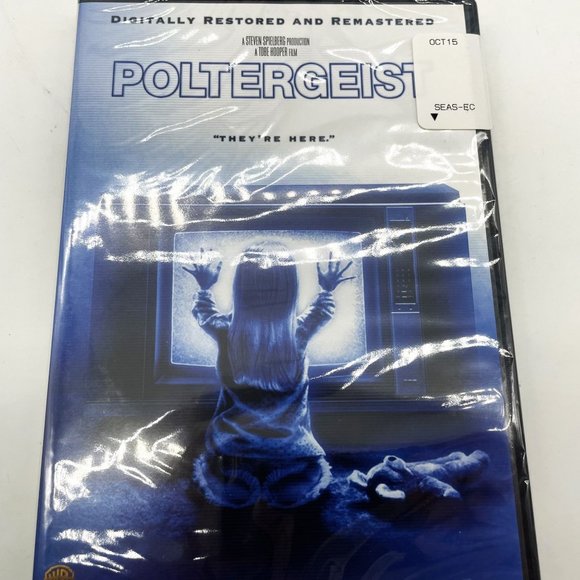 DIGITALLY RESTORED AND REMASTERED
A STEVEN SPIELBERG PRODUCTION
A TOBE HOOPER FILM
OCT15
POLTERGEIST
SEAS-EC
"THEY'RE HERE."